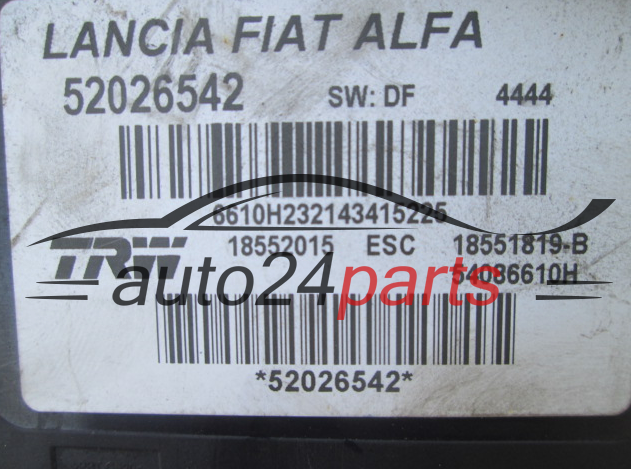 LANCIA FIAT ALFA
52026542 SW: DF 4444
6610H232143415225
TRW 18552015 ESC 18551819-B
54086610H
auto24parts
*52026542*